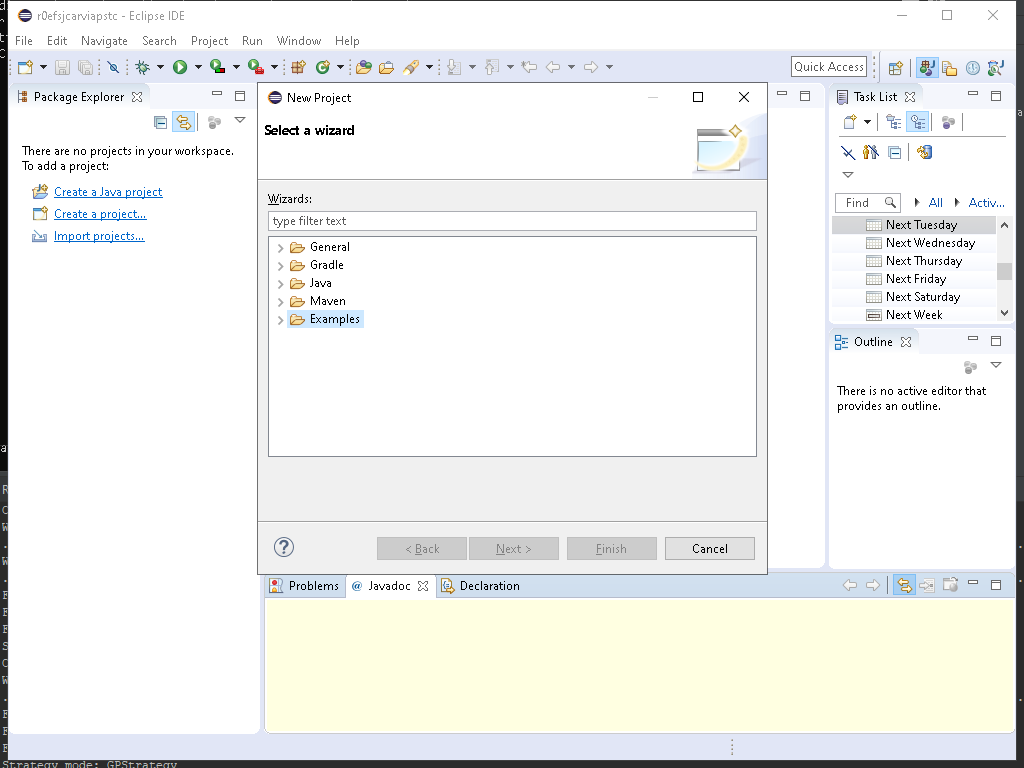 r0efsjcarviapstc - Eclipse IDE
File Edit Navigate Search Project Run Window Help
Quick Access
Package Explorer
There are no projects in your workspace.
To add a project:
Create a Java project
Create a project...
Import projects...
New Project
Select a wizard
Wizards:
type filter text
General
Gradle
Java
Maven
Examples
< Back
Next >
Finish
Cancel
Task List
Find
All
Activ...
Next Tuesday
Next Wednesday
Next Thursday
Next Friday
Next Saturday
Next Week
Outline
There is no active editor that
provides an outline.
Problems
@ Javadoc
Declaration
Strategy mode: GPStrategy